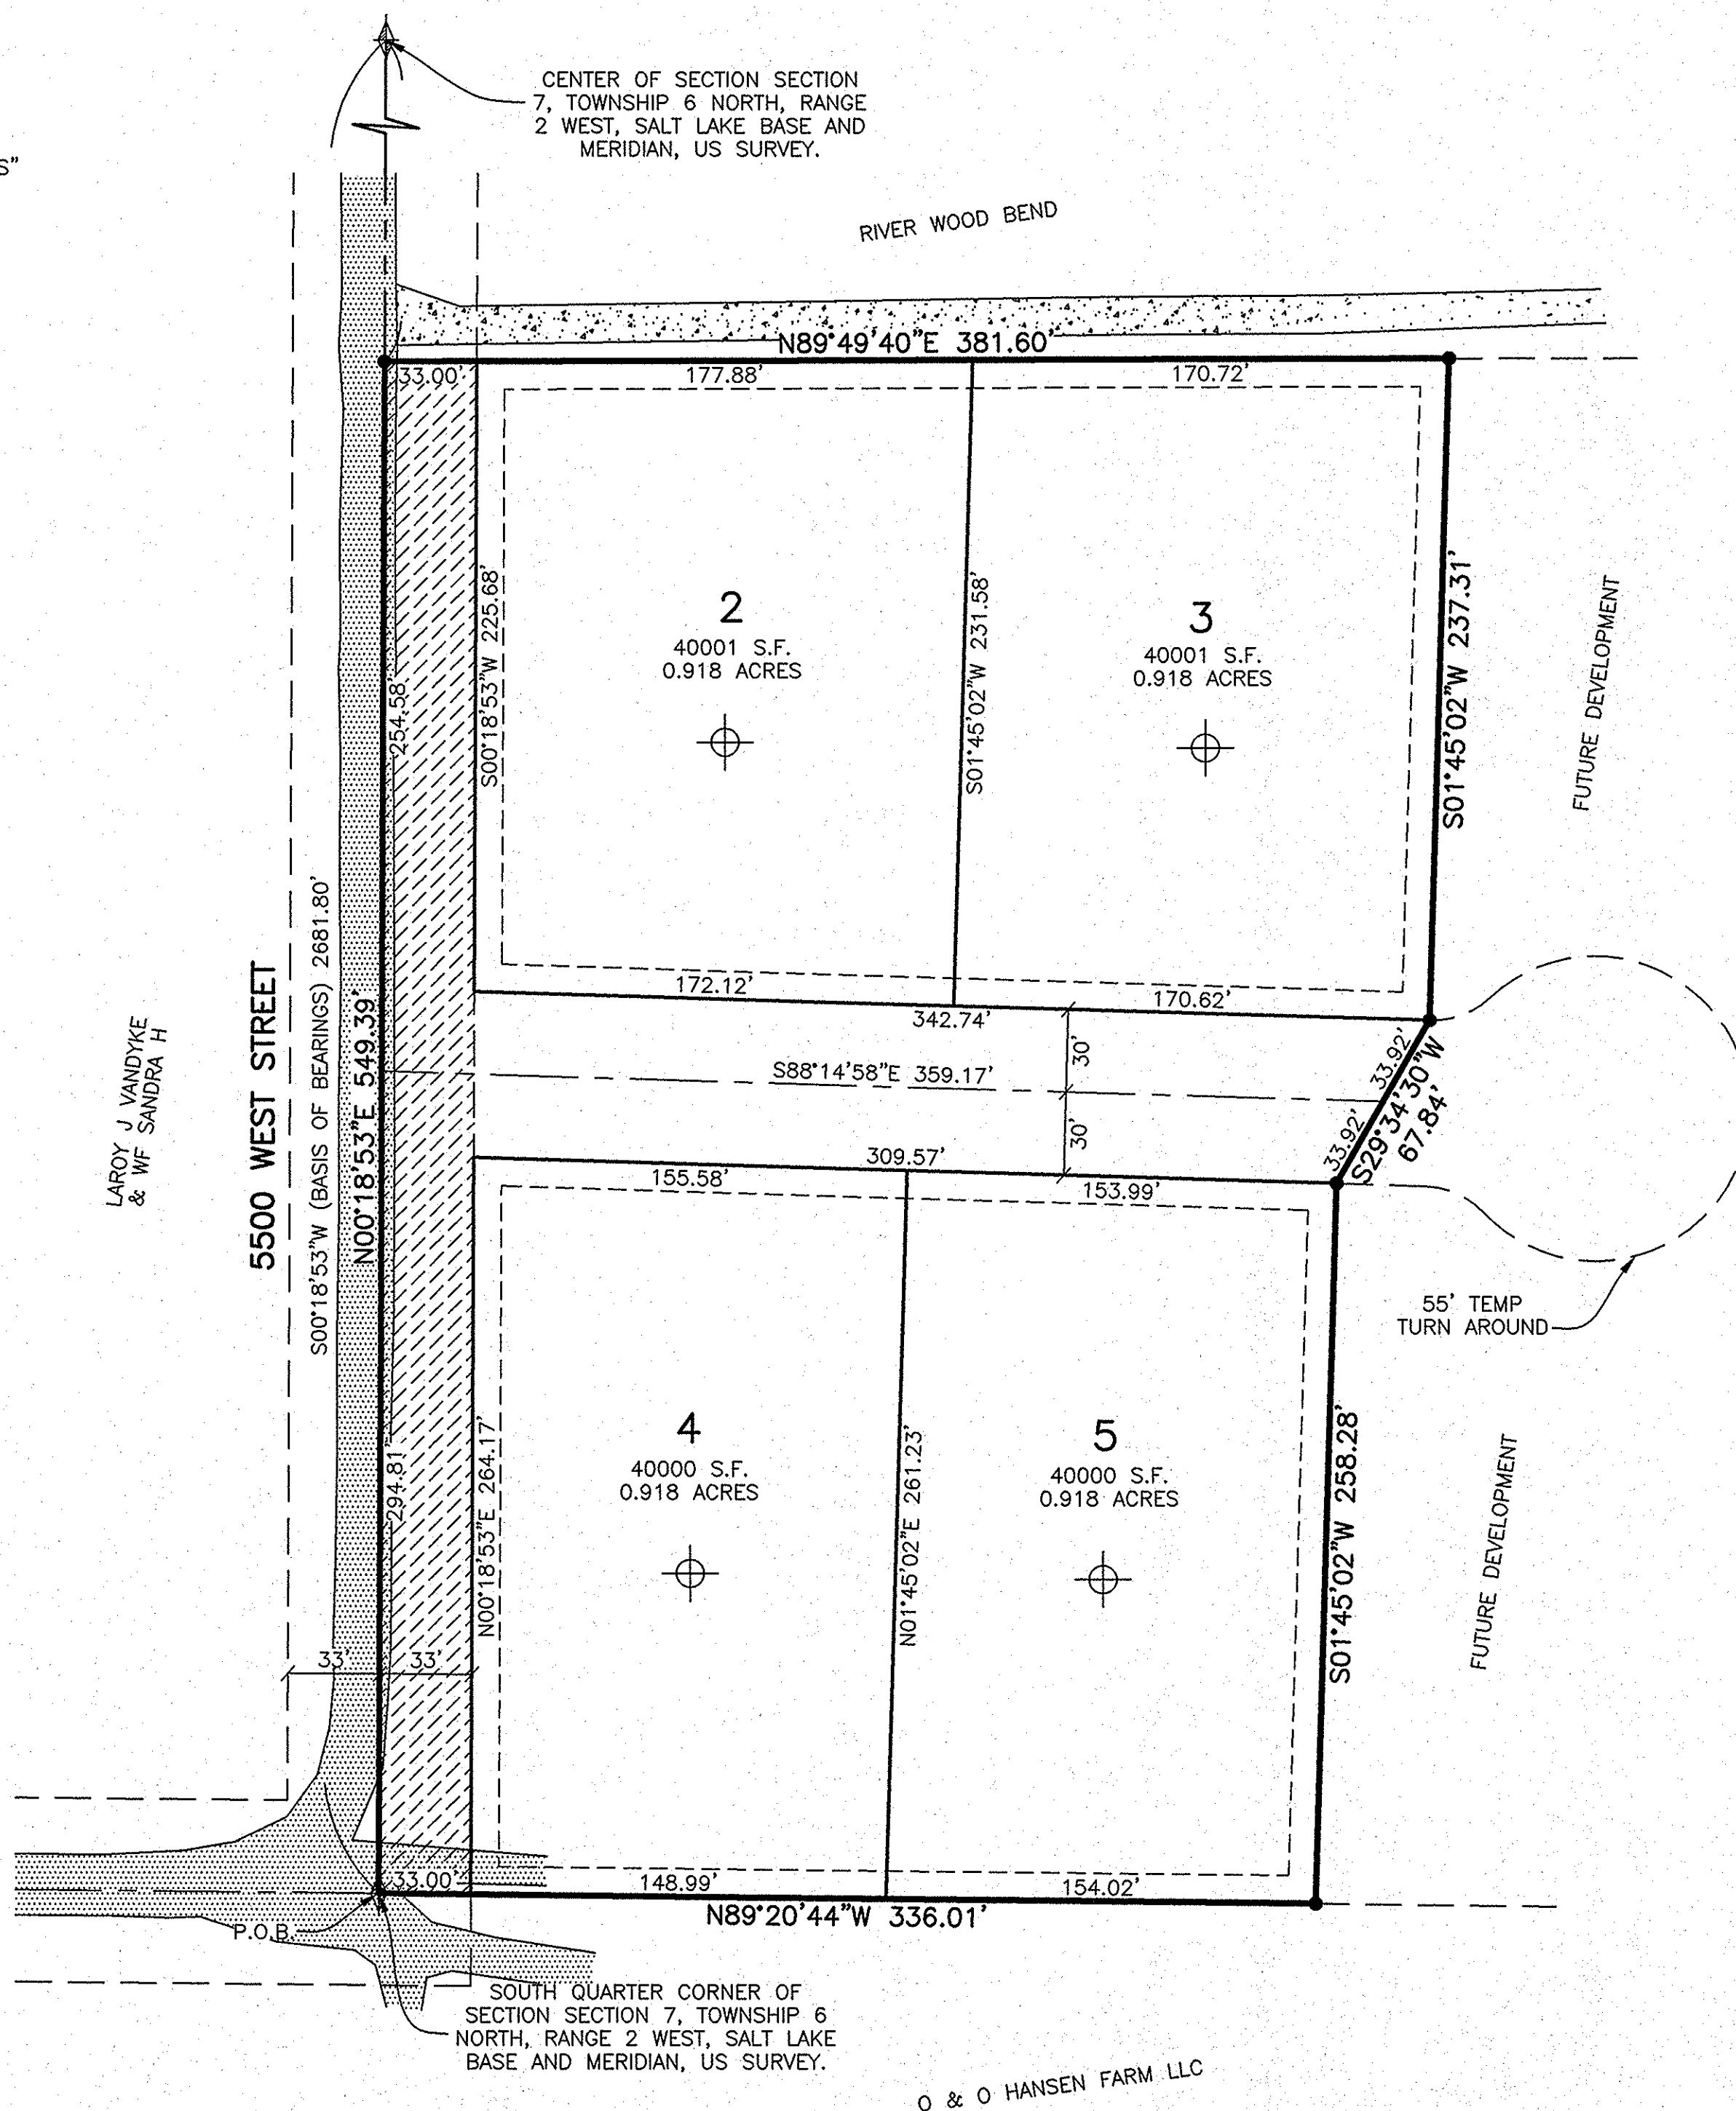 CENTER OF SECTION SECTION
7, TOWNSHIP 6 NORTH, RANGE
2 WEST, SALT LAKE BASE AND
MERIDIAN, US SURVEY.
S"
RIVER WOOD BEND
N89°49'40"E 381.60'
33.00'
177.88'
170.72'
S00°18'53"W 225.68'
2
40001 S.F.
0.918 ACRES
S01°45'02"W 231.58'
3
40001 S.F.
0.918 ACRES
S01°45'02"W 237.31'
FUTURE DEVELOPMENT
254.58'
172.12'
170.62'
342.74'
30'
S88°14'58"E 359.17'
30'
33.92'
33.92'
S29°34'30"W
67.84'
LAROY J VANDYKE
& WF SANDRA H
5500 WEST STREET
S00°18'53"W (BASIS OF BEARINGS) 2681.80'
N00°18'53"E 549.39'
309.57'
155.58'
153.99'
55' TEMP
TURN AROUND
294.81'
N00°18'53"E 264.17'
4
40000 S.F.
0.918 ACRES
N01°45'02"E 261.23'
5
40000 S.F.
0.918 ACRES
S01°45'02"W 258.28'
FUTURE DEVELOPMENT
33'
33'
33.00'
148.99'
154.02'
N89°20'44"W 336.01'
P.O.B.
SOUTH QUARTER CORNER OF
SECTION SECTION 7, TOWNSHIP 6
NORTH, RANGE 2 WEST, SALT LAKE
BASE AND MERIDIAN, US SURVEY.
O & O HANSEN FARM LLC